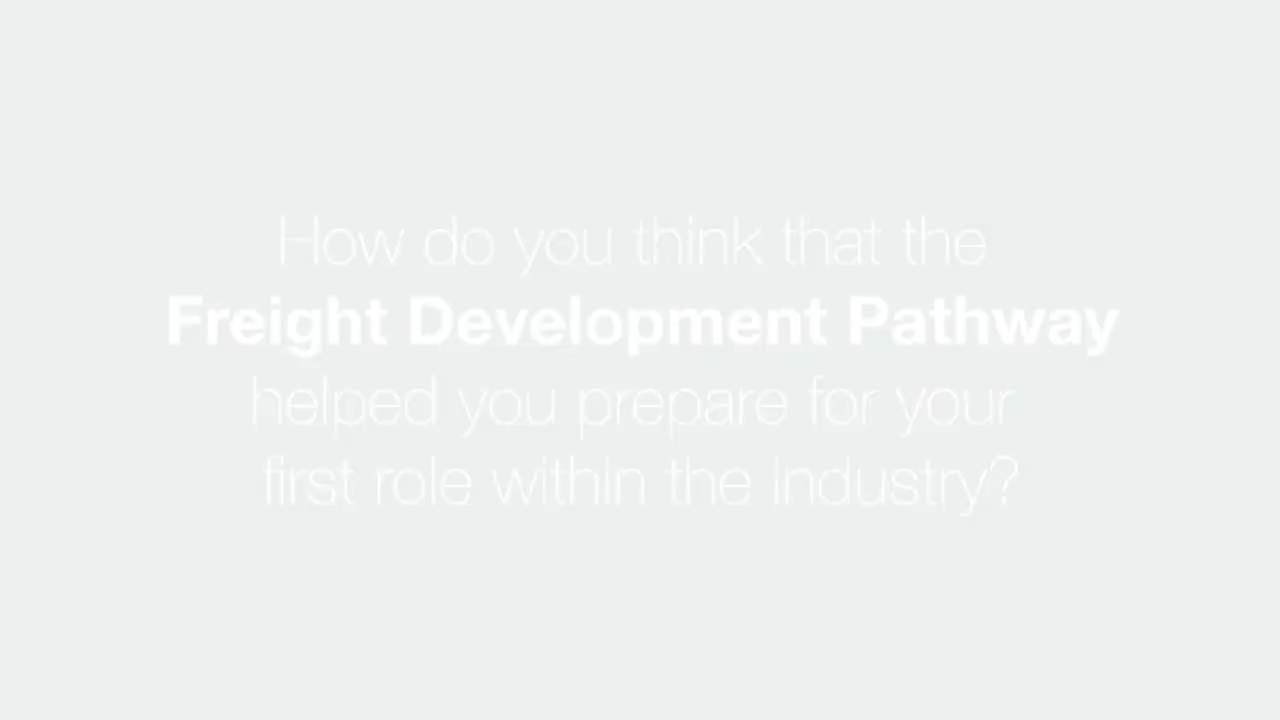 How do you think that the
Freight Development Pathway
helped you prepare for your
first role within the industry?